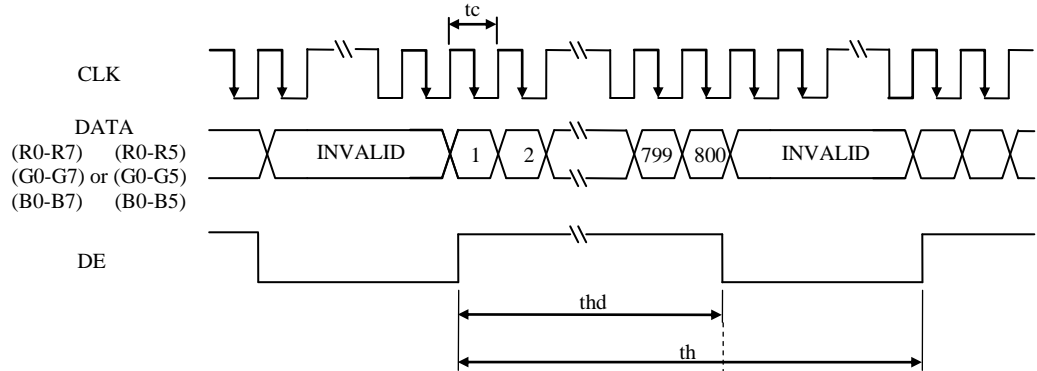 tc
CLK
DATA
(R0-R7) (R0-R5)
(G0-G7) or (G0-G5)
(B0-B7) (B0-B5)
INVALID 1 2 799 800 INVALID
DE
thd
th